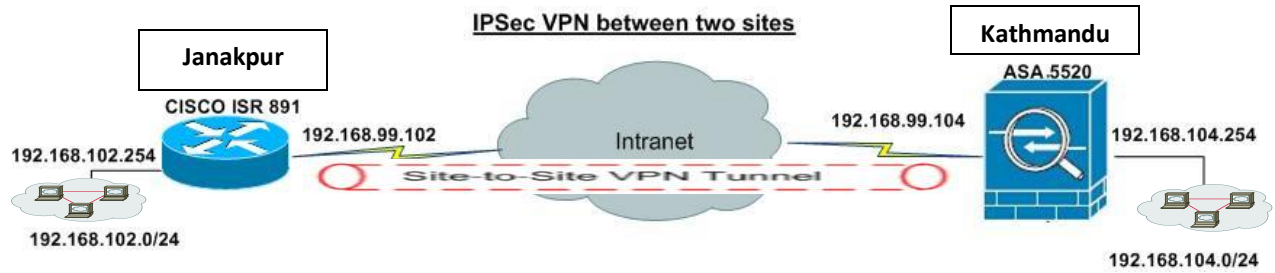 IPSec VPN between two sites
Janakpur
Kathmandu
CISCO ISR 891
ASA 5520
192.168.99.102
192.168.99.104
192.168.102.254
Intranet
192.168.104.254
Site-to-Site VPN Tunnel
192.168.102.0/24
192.168.104.0/24